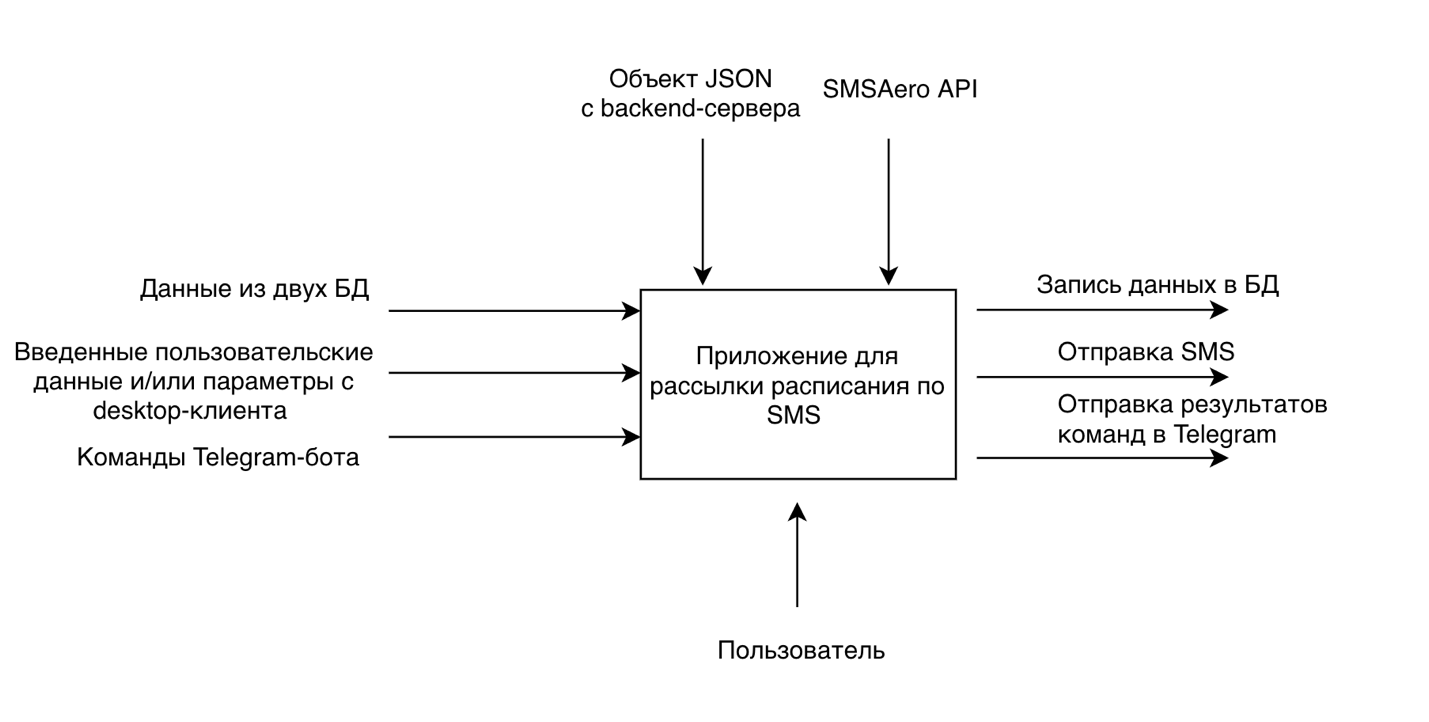 Объект JSON
с backend-сервера
SMSAero API
Данные из двух БД
Введенные пользовательские
данные и/или параметры с
desktop-клиента
Команды Telegram-бота
Приложение для
рассылки расписания по
SMS
Запись данных в БД
Отправка SMS
Отправка результатов
команд в Telegram
Пользователь